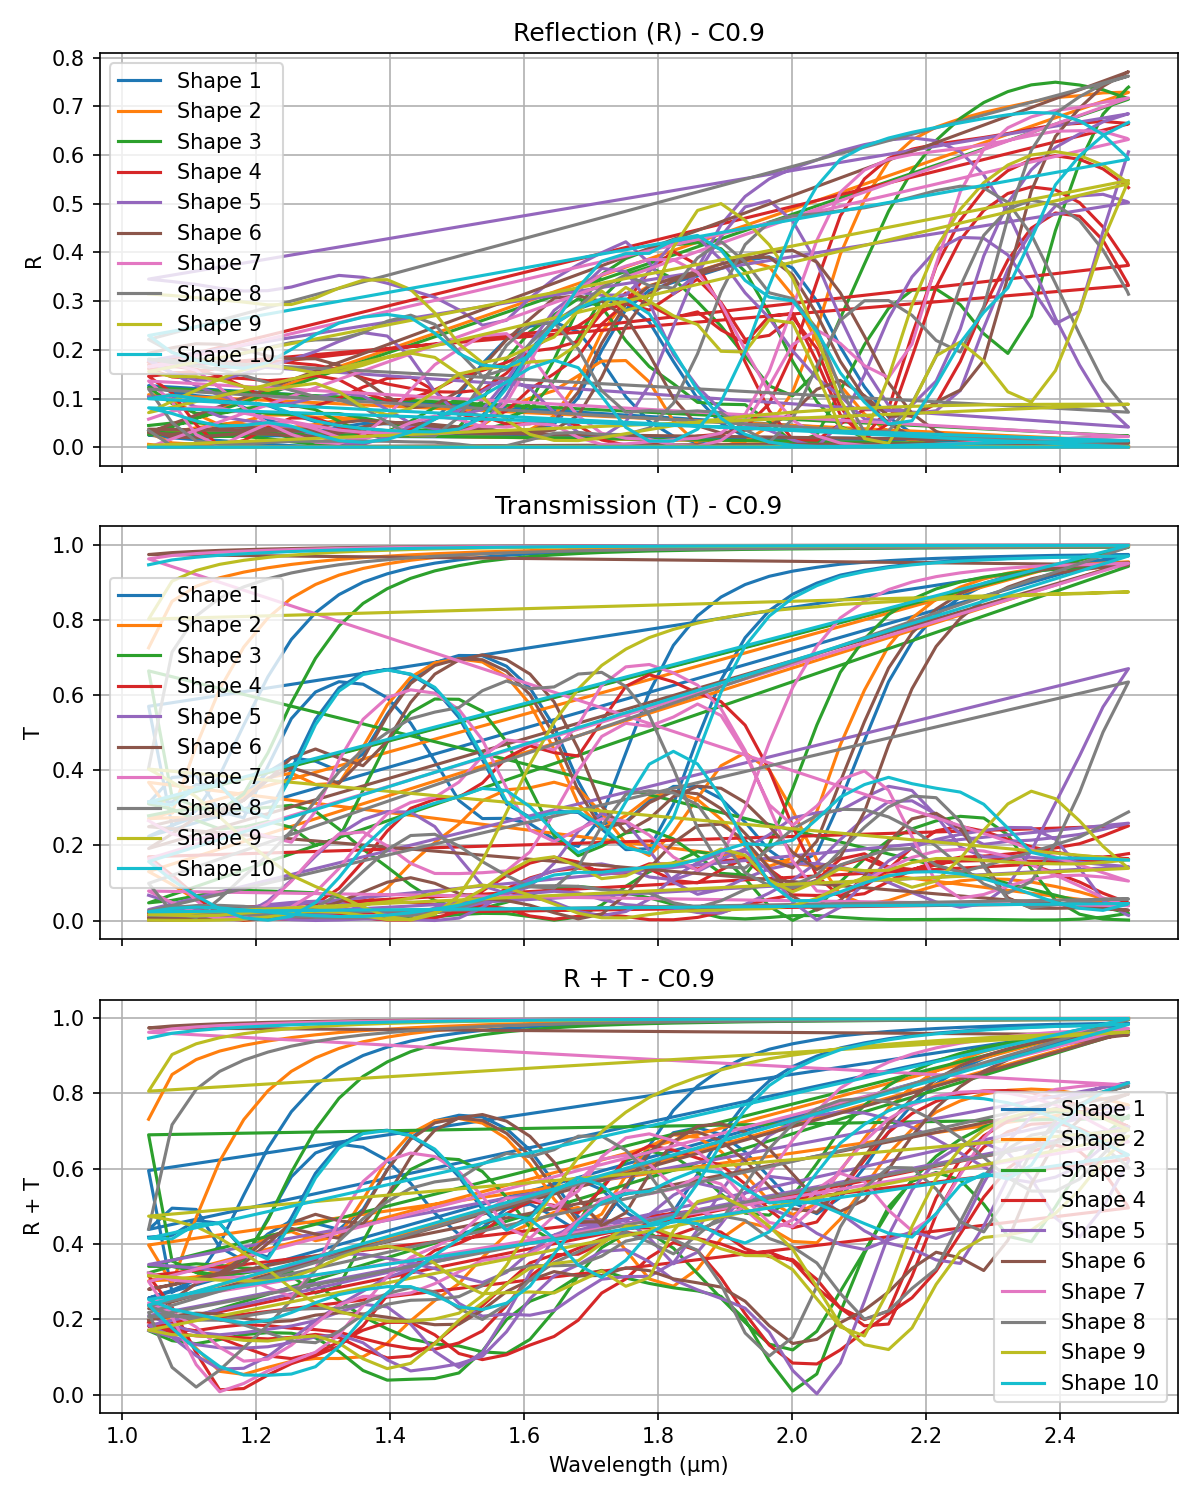 Reflection (R) - C0.9
0.8
0.7
0.6
0.5
0.4
0.3
0.2
0.1
0.0
R
Shape 1
Shape 2
Shape 3
Shape 4
Shape 5
Shape 6
Shape 7
Shape 8
Shape 9
Shape 10
Transmission (T) - C0.9
1.0
0.8
0.6
0.4
0.2
0.0
T
Shape 1
Shape 2
Shape 3
Shape 4
Shape 5
Shape 6
Shape 7
Shape 8
Shape 9
Shape 10
R + T - C0.9
1.0
0.8
0.6
0.4
0.2
0.0
R + T
Shape 1
Shape 2
Shape 3
Shape 4
Shape 5
Shape 6
Shape 7
Shape 8
Shape 9
Shape 10
1.0 1.2 1.4 1.6 1.8 2.0 2.2 2.4
Wavelength (μm)